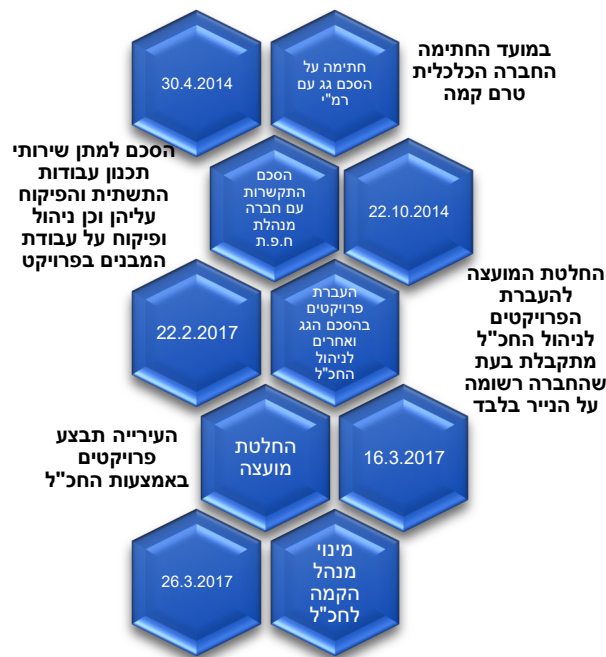 במועד החתימה
החברה הכלכלית
טרם קמה
חתימה על
הסכם גג עם
רמ"י
30.4.2014
22.10.2014
הסכם
התקשרות
עם חברה
מנהלת
ח.פ.ת
הסכם למתן שירותי
תכנון עבודות
התשתית והפיקוח
עליהן וכן ניהול
ופיקוח על עבודת
המבנים בפרויקט
החלטת המועצה
להעברת
הפרויקטים
לניהול החכ"ל
מתקבלת בעת
שהחברה רשומה
על הנייר בלבד
העברת
פרויקטים
בהסכם הגג
ואחרים
לניהול
החכ"ל
22.2.2017
16.3.2017
החלטת
מועצה
העירייה תבצע
פרויקטים
באמצעות החכ"ל
מינוי
מנהל
הקמה
לחכ"ל
26.3.2017